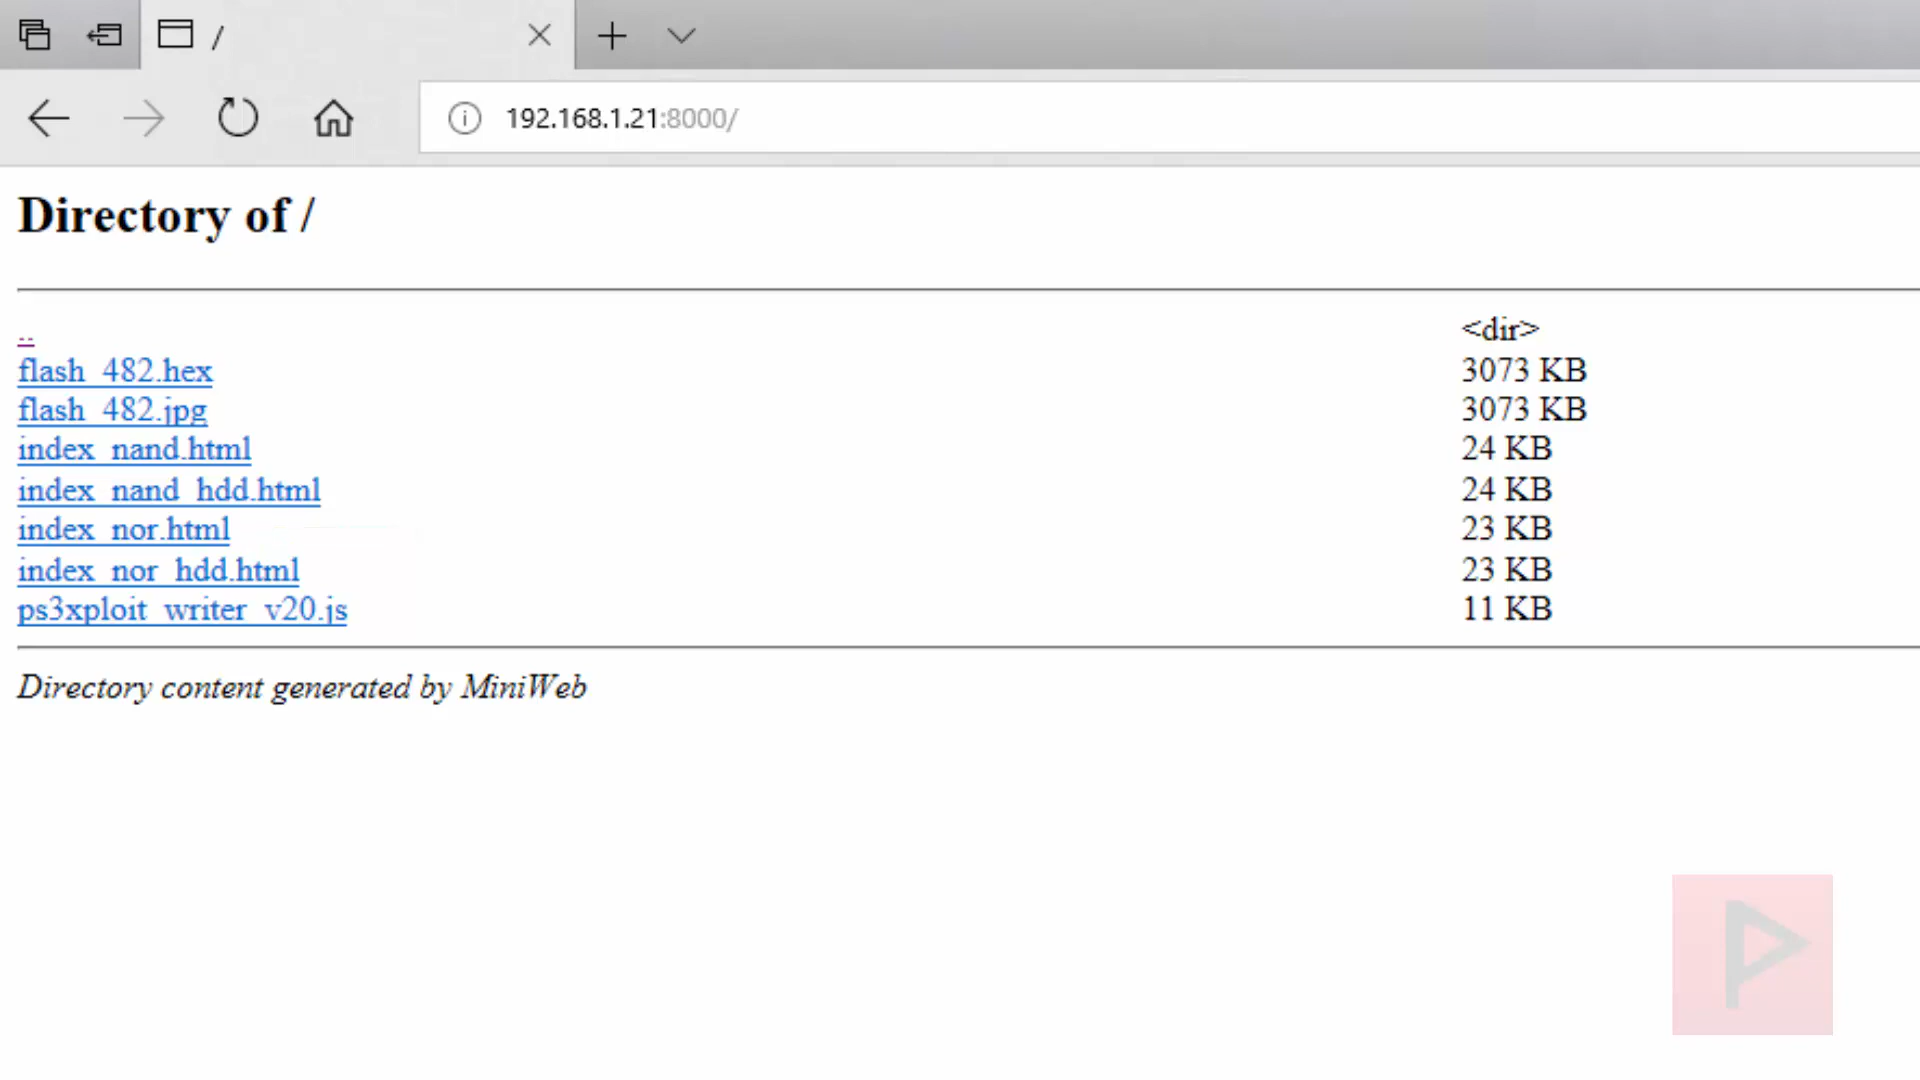 /
192.168.1.21:8000/
Directory of /
.. <dir>
flash_482.hex 3073 KB
flash_482.jpg 3073 KB
index_nand.html 24 KB
index_nand_hdd.html 24 KB
index_nor.html 23 KB
index_nor_hdd.html 23 KB
ps3xploit_writer_v20.js 11 KB
Directory content generated by MiniWeb